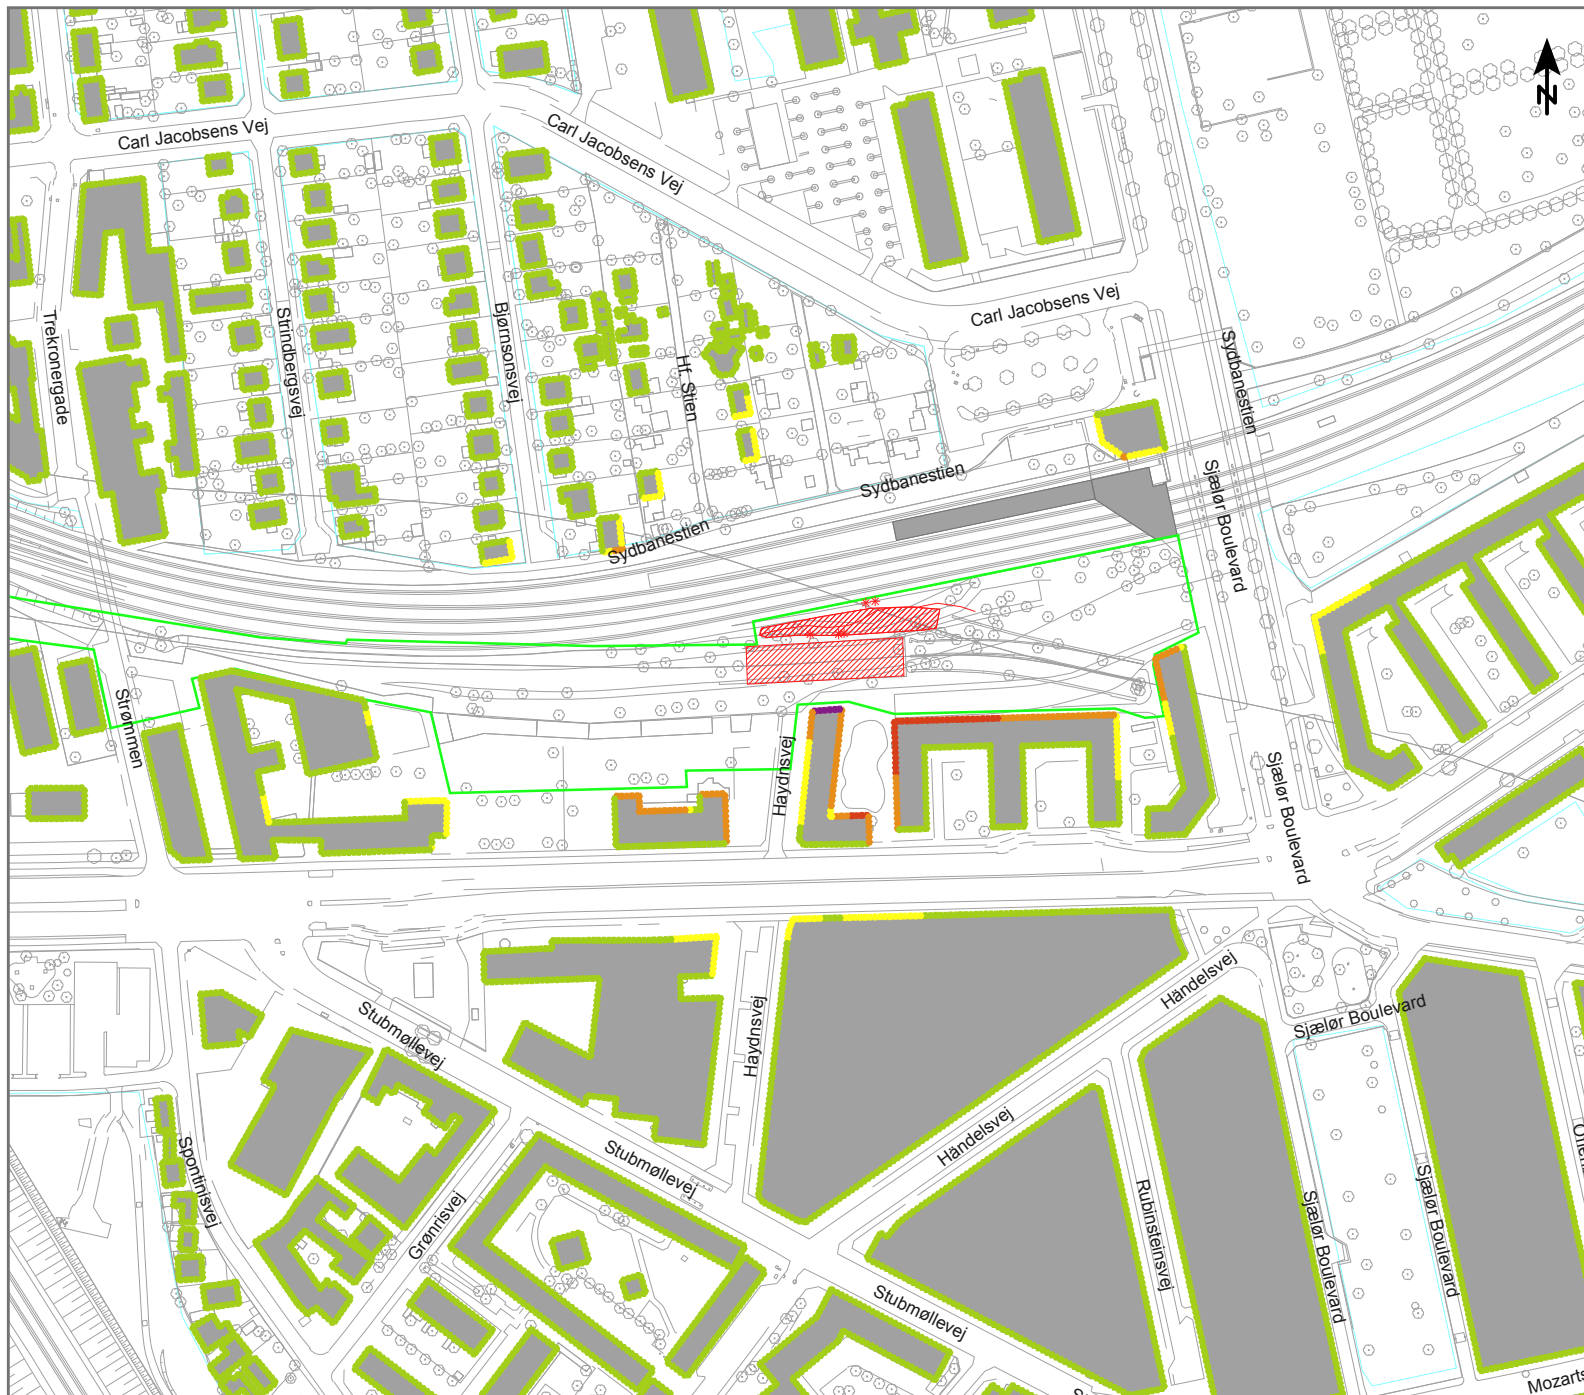 N
Carl Jacobsens Vej
Carl Jacobsens Vej
Carl Jacobsens Vej
Trekronergade
Strindbergsvej
Bjørnsonsvej
Hf. Stien
Sydbanestien
Sydbanestien
Sydbanestien
Sjælør Boulevard
Strømmen
Haydnsvej
Sjælør Boulevard
Stubmøllevej
Haydnsvej
Händelsvej
Sjælør Boulevard
Händelsvej
Spontinisvej
Grønrisvej
Stubmøllevej
Rubinsteinsvej
Sjælør Boulevard
Sjælør Boulevard
Stubmøllevej